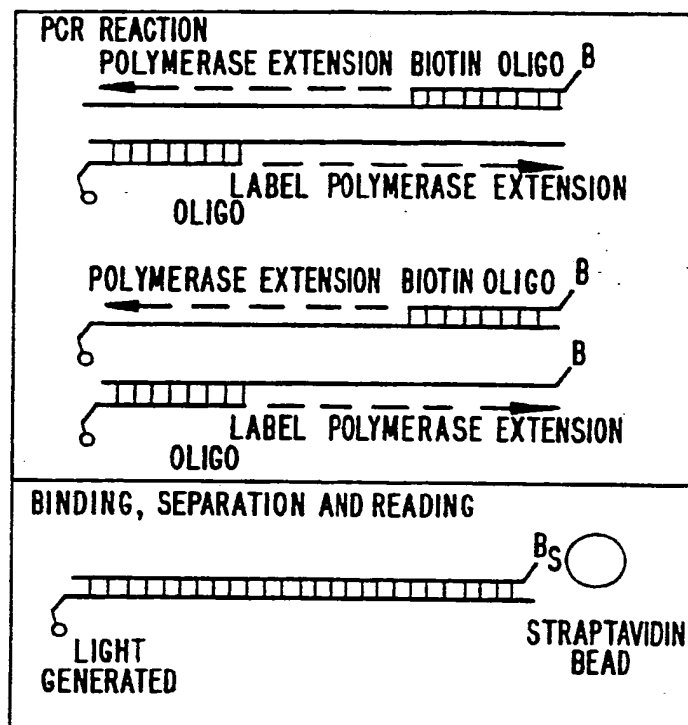 PCR REACTION
POLYMERASE EXTENSION BIOTIN OLIGO B
LABEL POLYMERASE EXTENSION
OLIGO
POLYMERASE EXTENSION BIOTIN OLIGO B
B
LABEL POLYMERASE EXTENSION
OLIGO
BINDING, SEPARATION AND READING
BS
LIGHT
GENERATED
STRAPTAVIDIN
BEAD